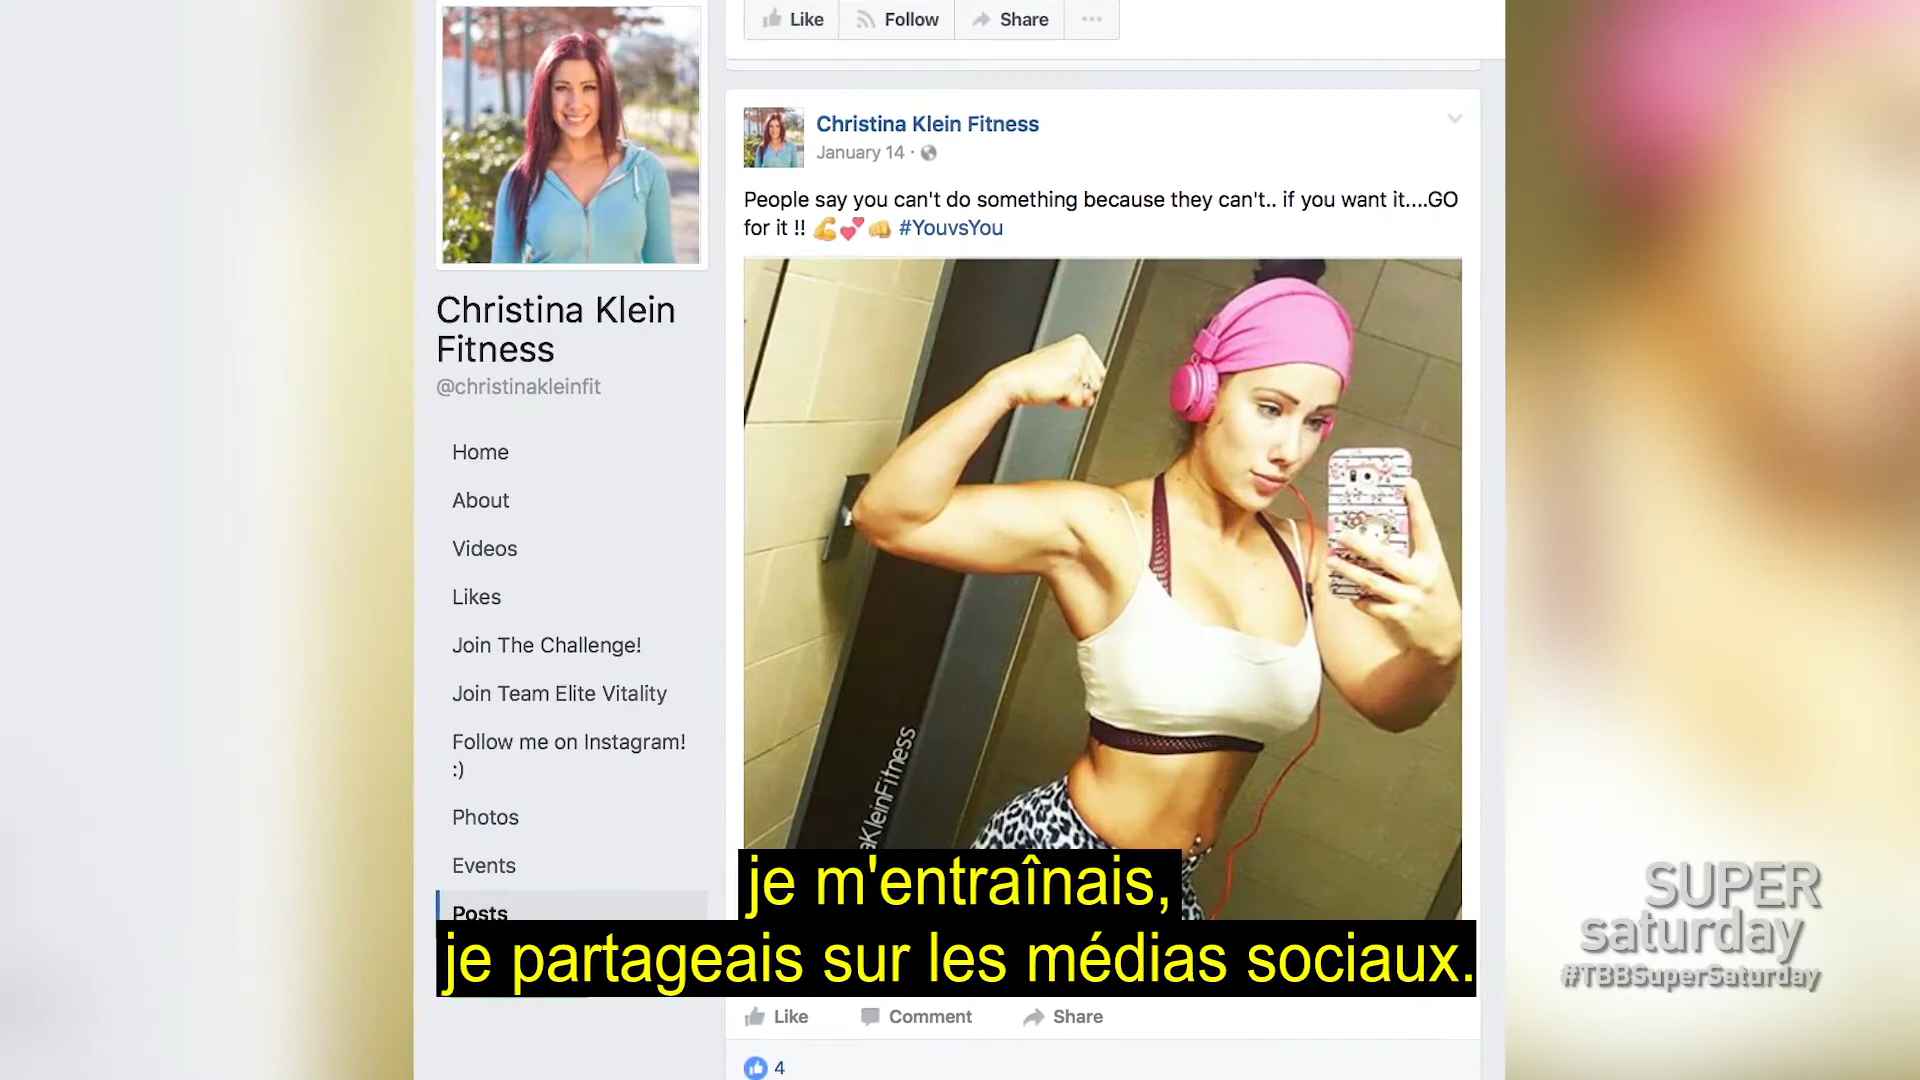 Like
Follow
Share
Christina Klein Fitness
January 14
People say you can't do something because they can't.. if you want it....GO
for it !! 💪💕👊 #YouvsYou
Christina Klein
Fitness
@christinakleinfit
Home
About
Videos
Likes
Join The Challenge!
Join Team Elite Vitality
Follow me on Instagram!
:)
Photos
Events
Posts
aKleinFitness
je m'entraînais,
je partageais sur les médias sociaux.
Like
Comment
Share
4
SUPER
saturday
#TBBSuperSaturday